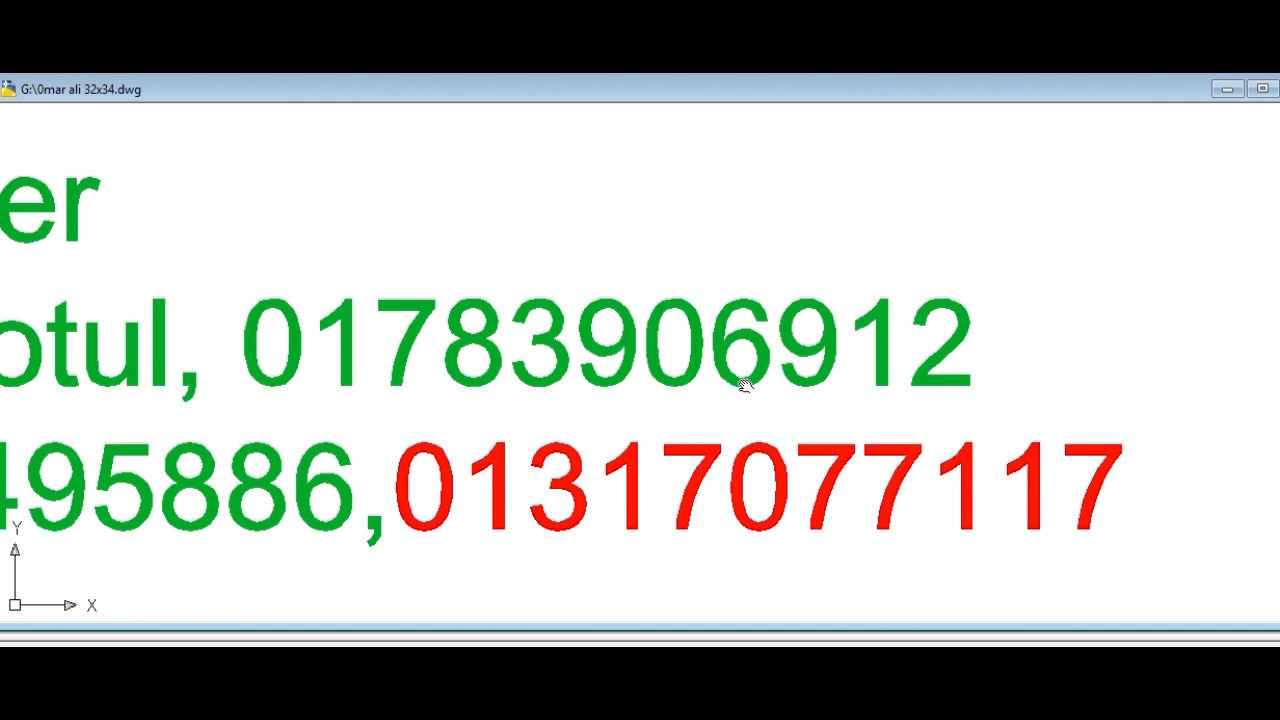 G:\0mar ali 32x34.dwg
er
otul, 01783906912
495886,01317077117
Y
X